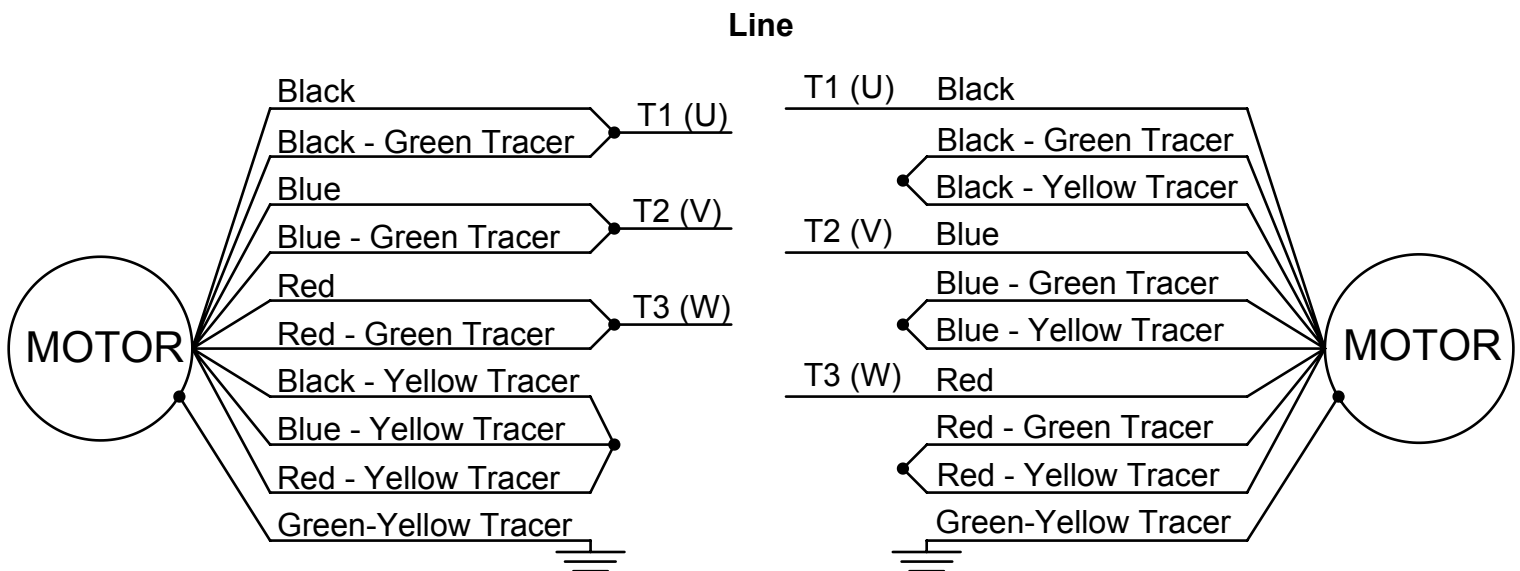 Line
Black
T1 (U)
Black - Green Tracer
Blue
T2 (V)
Blue - Green Tracer
Red
T3 (W)
Red - Green Tracer
MOTOR
Black - Yellow Tracer
Blue - Yellow Tracer
Red - Yellow Tracer
Green-Yellow Tracer
T1 (U) Black
Black - Green Tracer
Black - Yellow Tracer
T2 (V) Blue
Blue - Green Tracer
Blue - Yellow Tracer
MOTOR
T3 (W) Red
Red - Green Tracer
Red - Yellow Tracer
Green-Yellow Tracer